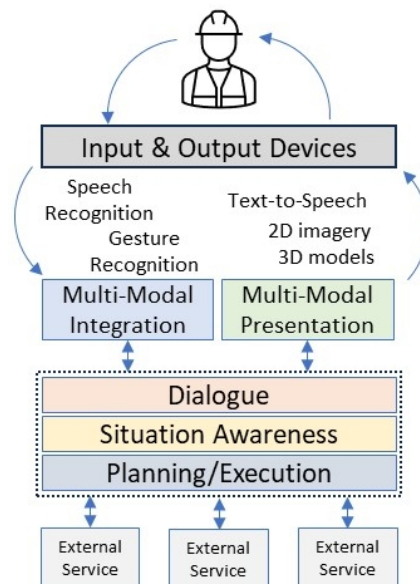 Input & Output Devices
Speech
Recognition
Gesture
Recognition
Text-to-Speech
2D imagery
3D models
Multi-Modal
Integration
Multi-Modal
Presentation
Dialogue
Situation Awareness
Planning/Execution
External
Service
External
Service
External
Service